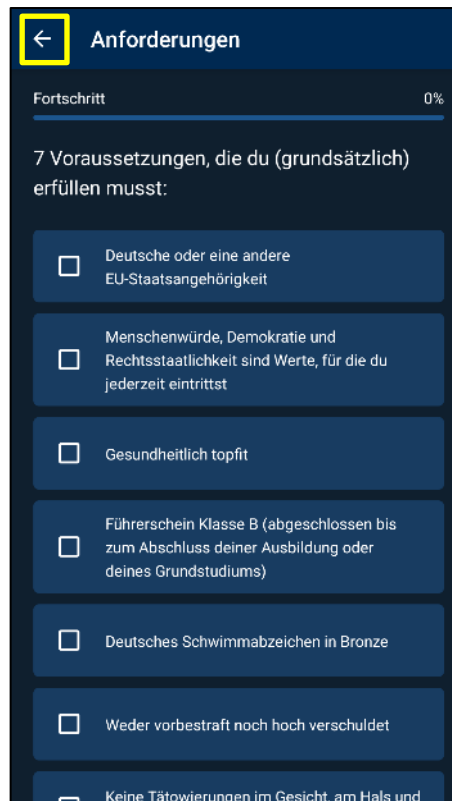 Anforderungen
Fortschritt 0%
7 Voraussetzungen, die du (grundsätzlich)
erfüllen musst:
Deutsche oder eine andere
EU-Staatsangehörigkeit
Menschenwürde, Demokratie und
Rechtsstaatlichkeit sind Werte, für die du
jederzeit eintrittst
Gesundheitlich topfit
Führerschein Klasse B (abgeschlossen bis
zum Abschluss deiner Ausbildung oder
deines Grundstudiums)
Deutsches Schwimmabzeichen in Bronze
Weder vorbestraft noch hoch verschuldet
Keine Tätowierungen im Gesicht, am Hals und